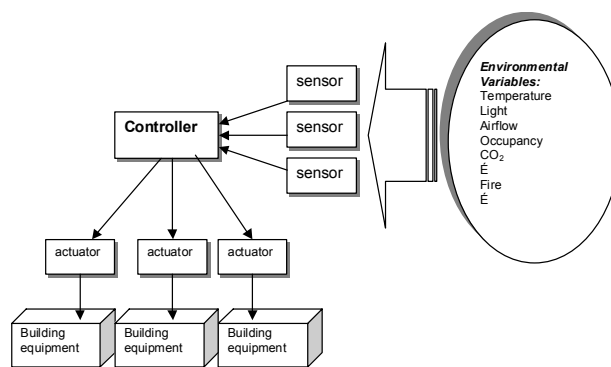 sensor
Controller
sensor
sensor
Environmental
Variables:
Temperature
Light
Airflow
Occupancy
CO₂
É
Fire
É
actuator
actuator
actuator
Building
equipment
Building
equipment
Building
equipment